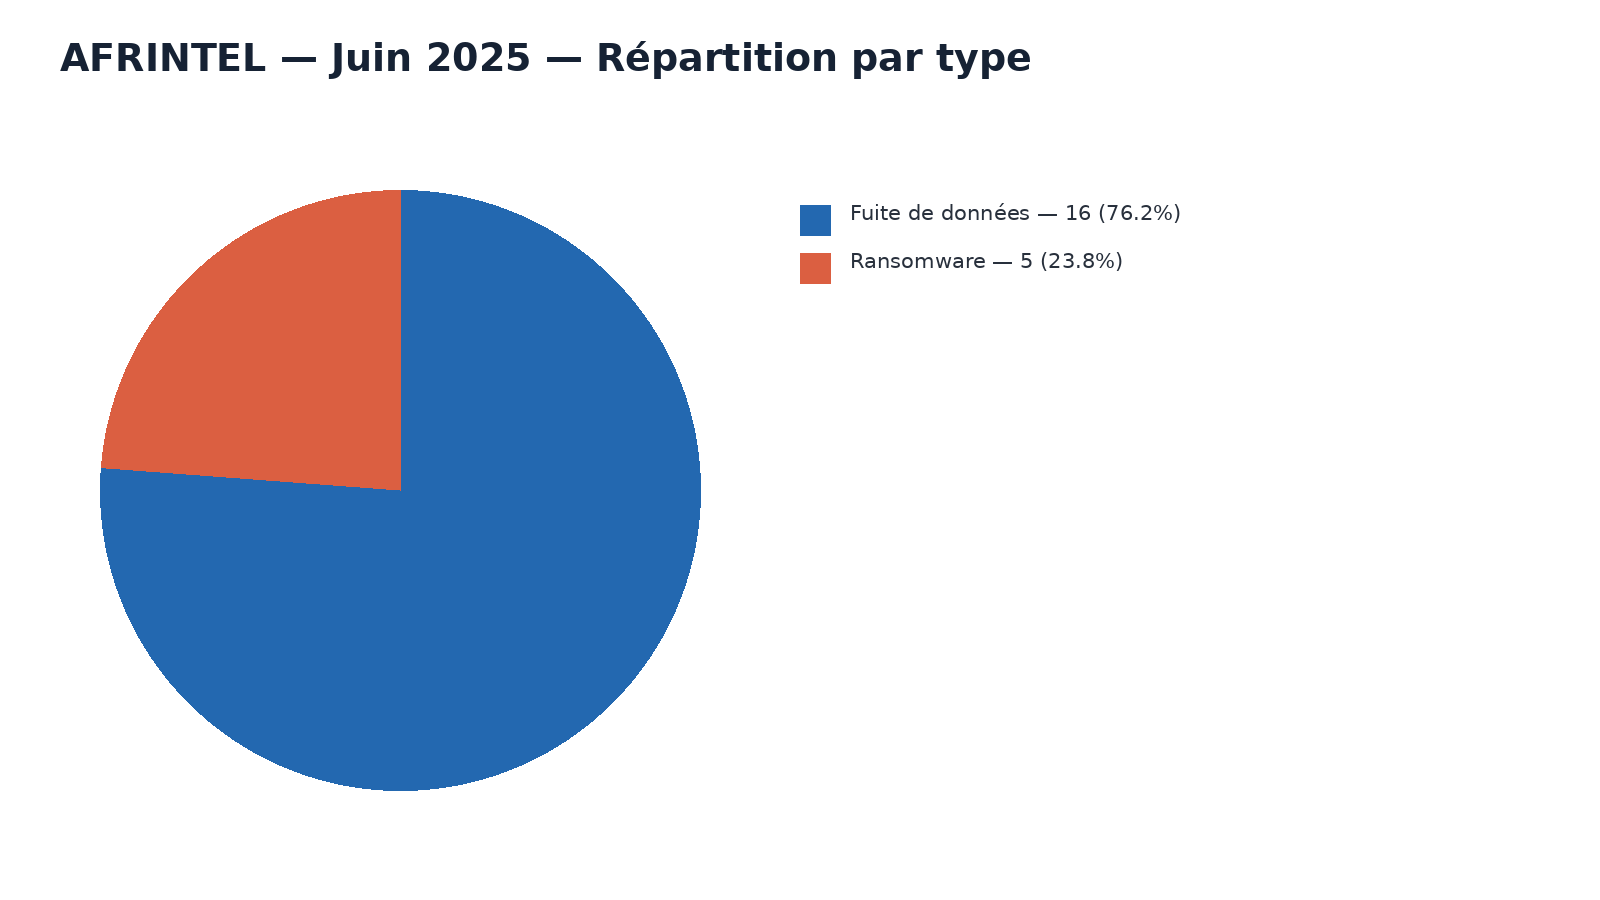 AFRINTEL — Juin 2025 — Répartition par type
Fuite de données — 16 (76.2%)
Ransomware — 5 (23.8%)